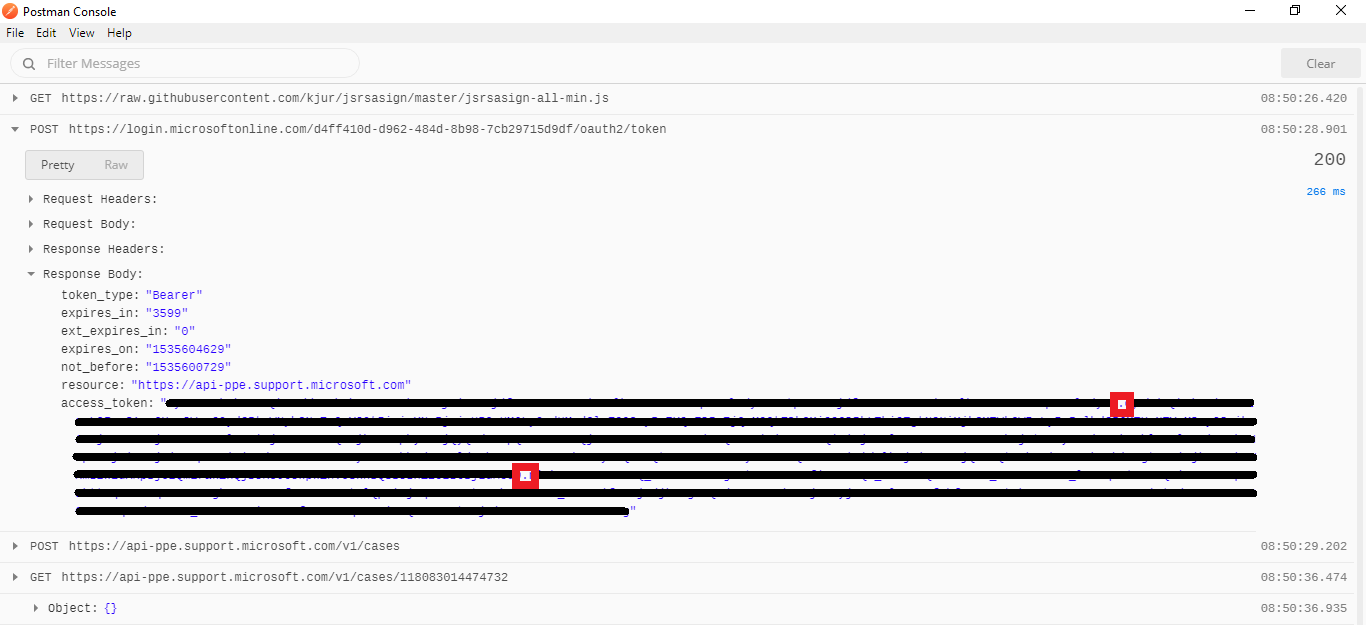 Postman Console
File Edit View Help
Filter Messages
Clear
GET https://raw.githubusercontent.com/kjur/jsrsasign/master/jsrsasign-all-min.js 08:50:26.420
POST https://login.microsoftonline.com/d4ff410d-d962-484d-8b98-7cb29715d9df/oauth2/token 08:50:28.901
Pretty Raw 200
266 ms
Request Headers:
Request Body:
Response Headers:
Response Body:
token_type: "Bearer"
expires_in: "3599"
ext_expires_in: "0"
expires_on: "1535604629"
not_before: "1535600729"
resource: "https://api-ppe.support.microsoft.com"
access_token: "
.
.
"
POST https://api-ppe.support.microsoft.com/v1/cases 08:50:29.202
GET https://api-ppe.support.microsoft.com/v1/cases/118083014474732 08:50:36.474
Object: {} 08:50:36.935